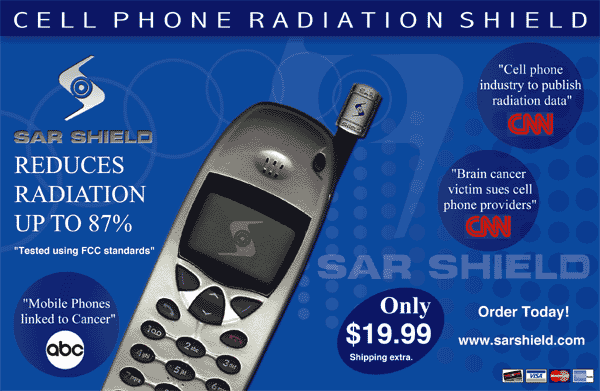 CELL PHONE RADIATION SHIELD
SAR SHIELD
REDUCES
RADIATION
UP TO 87%
"Tested using FCC standards"
"Mobile Phones
linked to Cancer"
abc
SAR
SHIELD
"Cell phone
industry to publish
radiation data"
CNN
"Brain cancer
victim sues cell
phone providers"
CNN
SAR SHIELD
Only
$19.99
Shipping extra.
Order Today!
www.sarshield.com
VISA